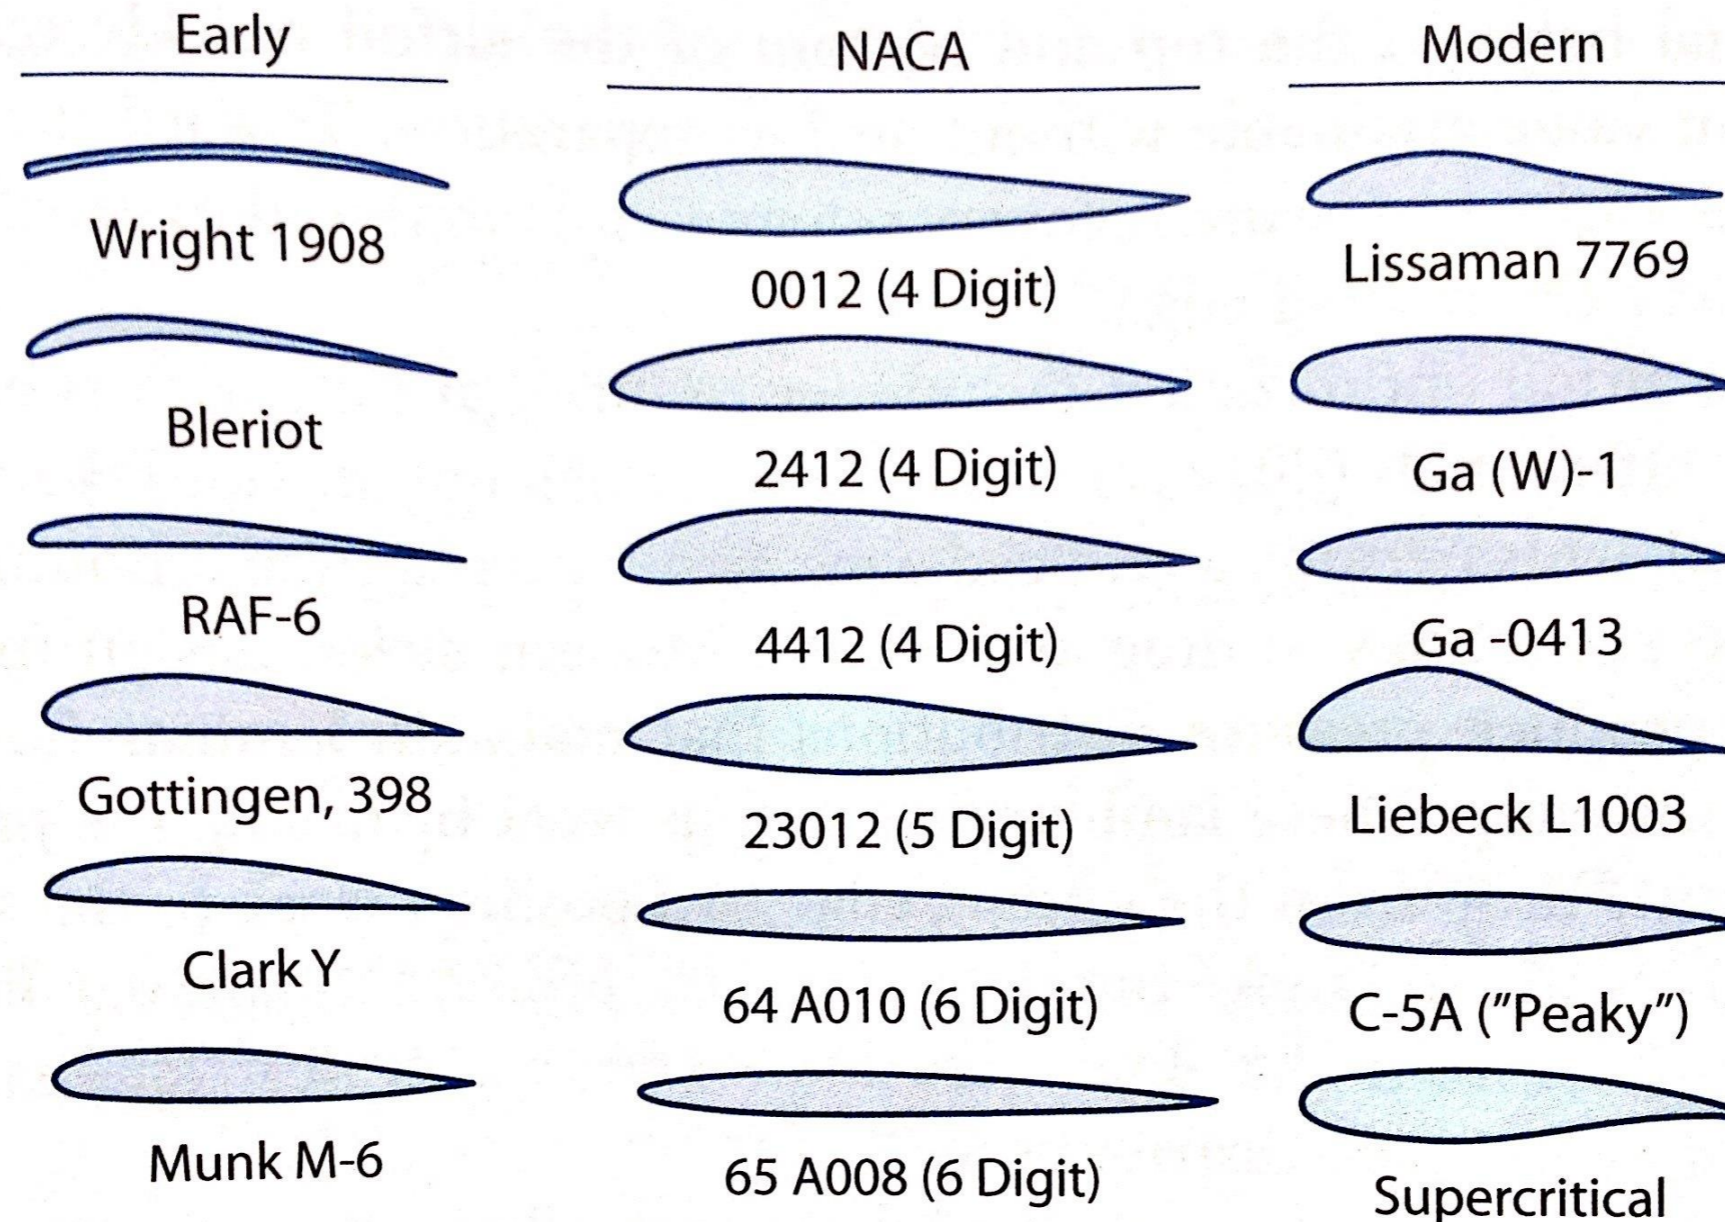 Early
Wright 1908
Bleriot
RAF-6
Gottingen, 398
Clark Y
Munk M-6
NACA
0012 (4 Digit)
2412 (4 Digit)
4412 (4 Digit)
23012 (5 Digit)
64 A010 (6 Digit)
65 A008 (6 Digit)
Modern
Lissaman 7769
Ga (W)-1
Ga -0413
Liebeck L1003
C-5A ("Peaky")
Supercritical